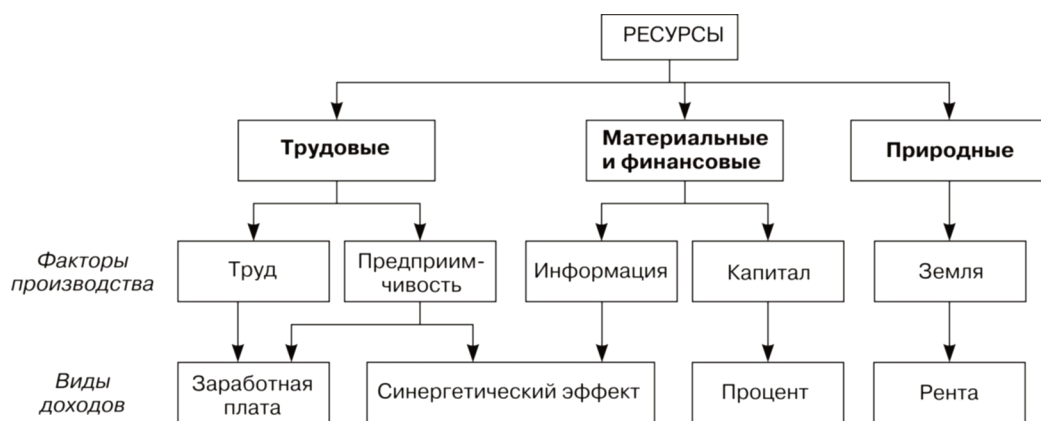 РЕСУРСЫ
Трудовые
Материальные
и финансовые
Природные
Факторы
производства
Труд
Предприим-
чивость
Информация
Капитал
Земля
Виды
доходов
Заработная
плата
Синергетический эффект
Процент
Рента